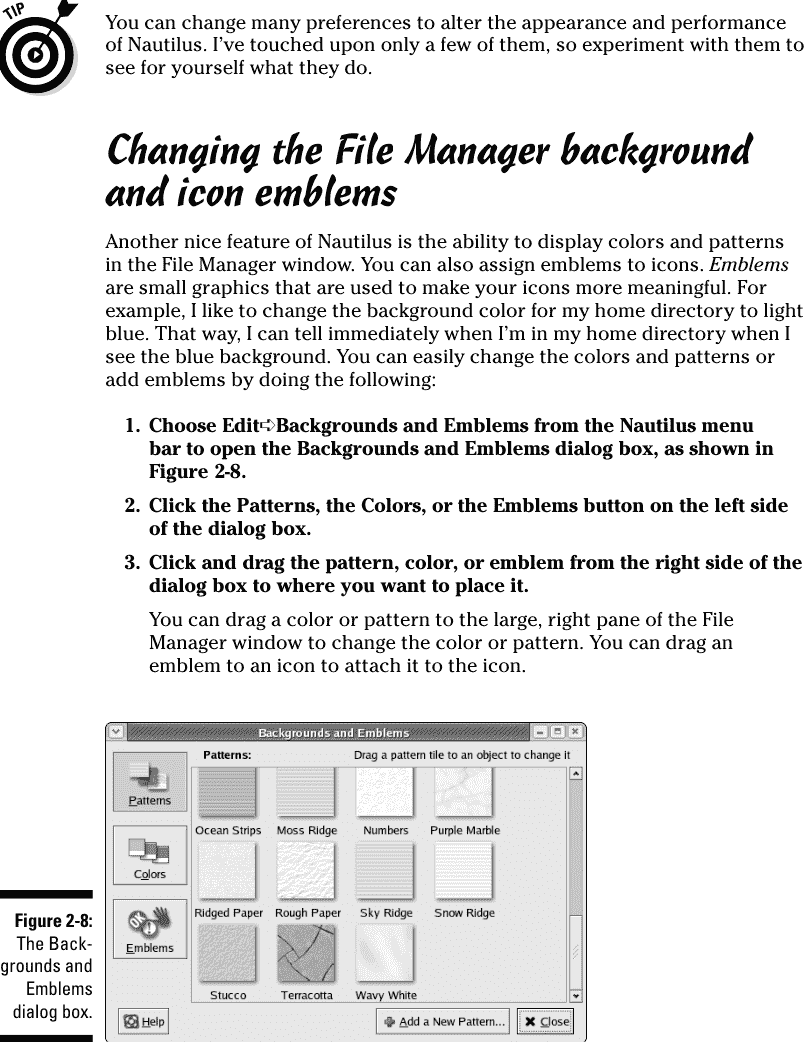 TIP
You can change many preferences to alter the appearance and performance
of Nautilus. I've touched upon only a few of them, so experiment with them to
see for yourself what they do.
Changing the File Manager background
and icon emblems
Another nice feature of Nautilus is the ability to display colors and patterns
in the File Manager window. You can also assign emblems to icons. Emblems
are small graphics that are used to make your icons more meaningful. For
example, I like to change the background color for my home directory to light
blue. That way, I can tell immediately when I'm in my home directory when I
see the blue background. You can easily change the colors and patterns or
add emblems by doing the following:
1. Choose Edit➪Backgrounds and Emblems from the Nautilus menu
bar to open the Backgrounds and Emblems dialog box, as shown in
Figure 2-8.
2. Click the Patterns, the Colors, or the Emblems button on the left side
of the dialog box.
3. Click and drag the pattern, color, or emblem from the right side of the
dialog box to where you want to place it.
You can drag a color or pattern to the large, right pane of the File
Manager window to change the color or pattern. You can drag an
emblem to an icon to attach it to the icon.
Backgrounds and Emblems
Patterns: Drag a pattern tile to an object to change it
Patterns
Ocean Strips Moss Ridge Numbers Purple Marble
Colors
Ridged Paper Rough Paper Sky Ridge Snow Ridge
Emblems
Stucco Terracotta Wavy White
Help Add a New Pattern... Close
Figure 2-8:
The Back-
grounds and
Emblems
dialog box.